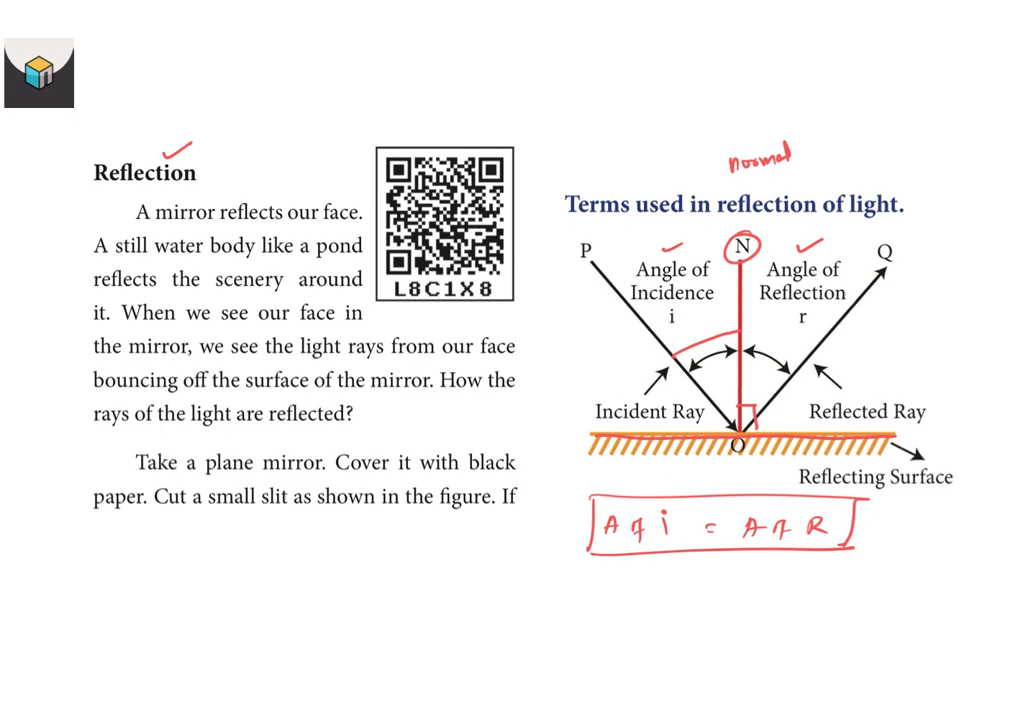 Reflection
A mirror reflects our face.
A still water body like a pond
reflects the scenery around
it. When we see our face in
the mirror, we see the light rays from our face
bouncing off the surface of the mirror. How the
rays of the light are reflected?
Take a plane mirror. Cover it with black
paper. Cut a small slit as shown in the figure. If
L8C1X8
normal
Terms used in reflection of light.
P N Q
Angle of Incidence i
Angle of Reflection r
Incident Ray
Reflected Ray
O
Reflecting Surface
A of i = A of R